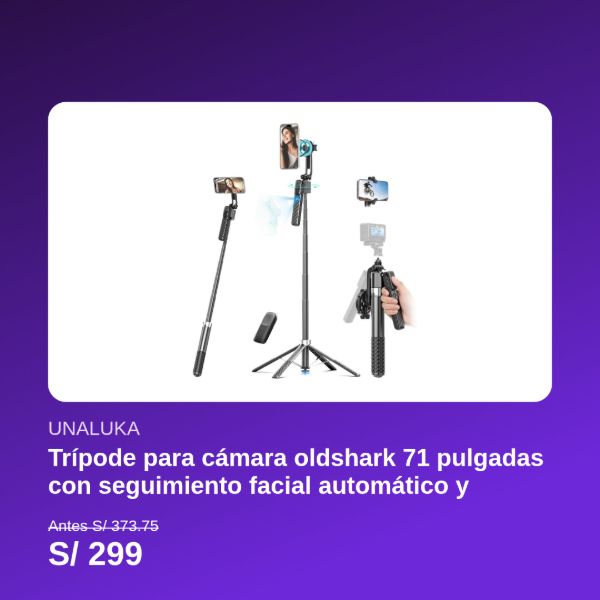 UNALUKA
Trípode para cámara oldshark 71 pulgadas
con seguimiento facial automático y
Antes S/ 373.75
S/ 299